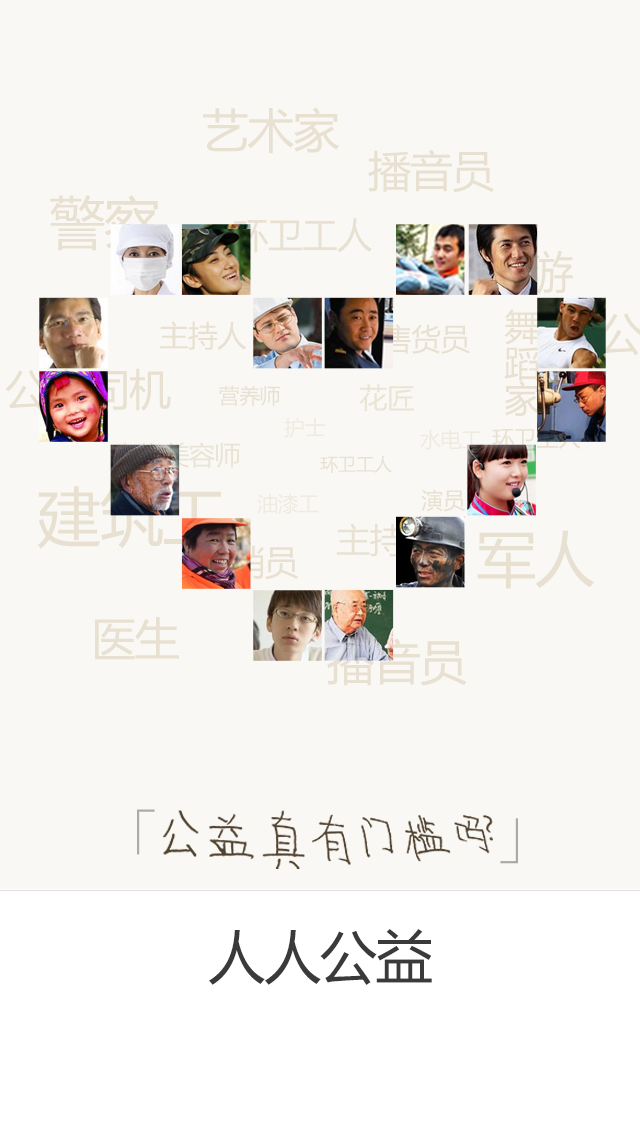 艺术家
播音员
警察
环卫工人
游
主持人
售货员
舞蹈家
公
公 司机
营养师
花匠
护士
水电工
环卫工人
美容师
环卫工人
建筑工
油漆工
演员
主持
消员
军人
医生
播音员
「公益真有门槛吗?」
人人公益